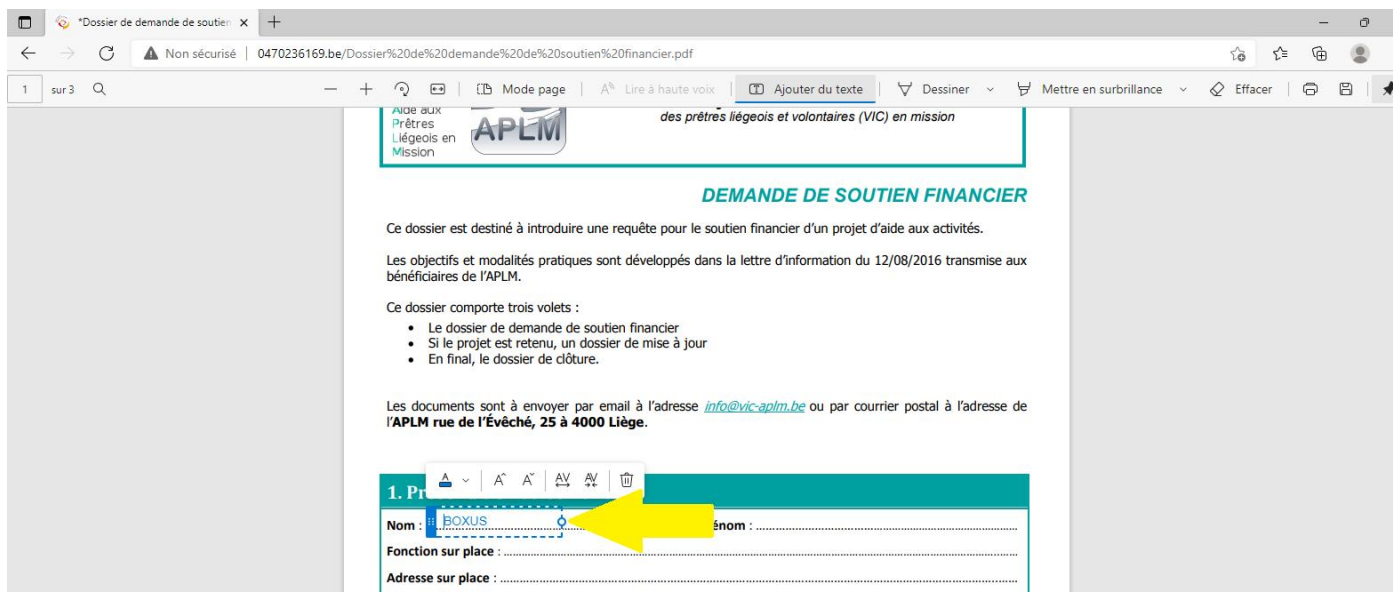 *Dossier de demande de soutien
Non sécurisé | 0470236169.be/Dossier%20de%20demande%20de%20soutien%20financier.pdf
1 sur 3 Mode page Lire à haute voix Ajouter du texte Dessiner Mettre en surbrillance Effacer
Aide aux
Prêtres
Liégeois en
Mission
APLM
des prêtres liégeois et volontaires (VIC) en mission
DEMANDE DE SOUTIEN FINANCIER
Ce dossier est destiné à introduire une requête pour le soutien financier d'un projet d'aide aux activités.
Les objectifs et modalités pratiques sont développés dans la lettre d'information du 12/08/2016 transmise aux
bénéficiaires de l'APLM.
Ce dossier comporte trois volets :
• Le dossier de demande de soutien financier
• Si le projet est retenu, un dossier de mise à jour
• En final, le dossier de clôture.
Les documents sont à envoyer par email à l'adresse info@vic-aplm.be ou par courrier postal à l'adresse de
l'APLM rue de l'Évêché, 25 à 4000 Liège.
1. Pr
Nom : BOXUS énom :
Fonction sur place :
Adresse sur place :